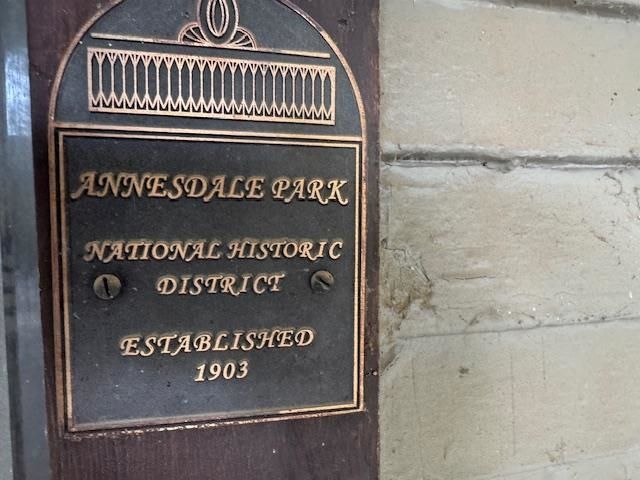 ANNESDALE PARK
NATIONAL HISTORIC
DISTRICT
ESTABLISHED
1903